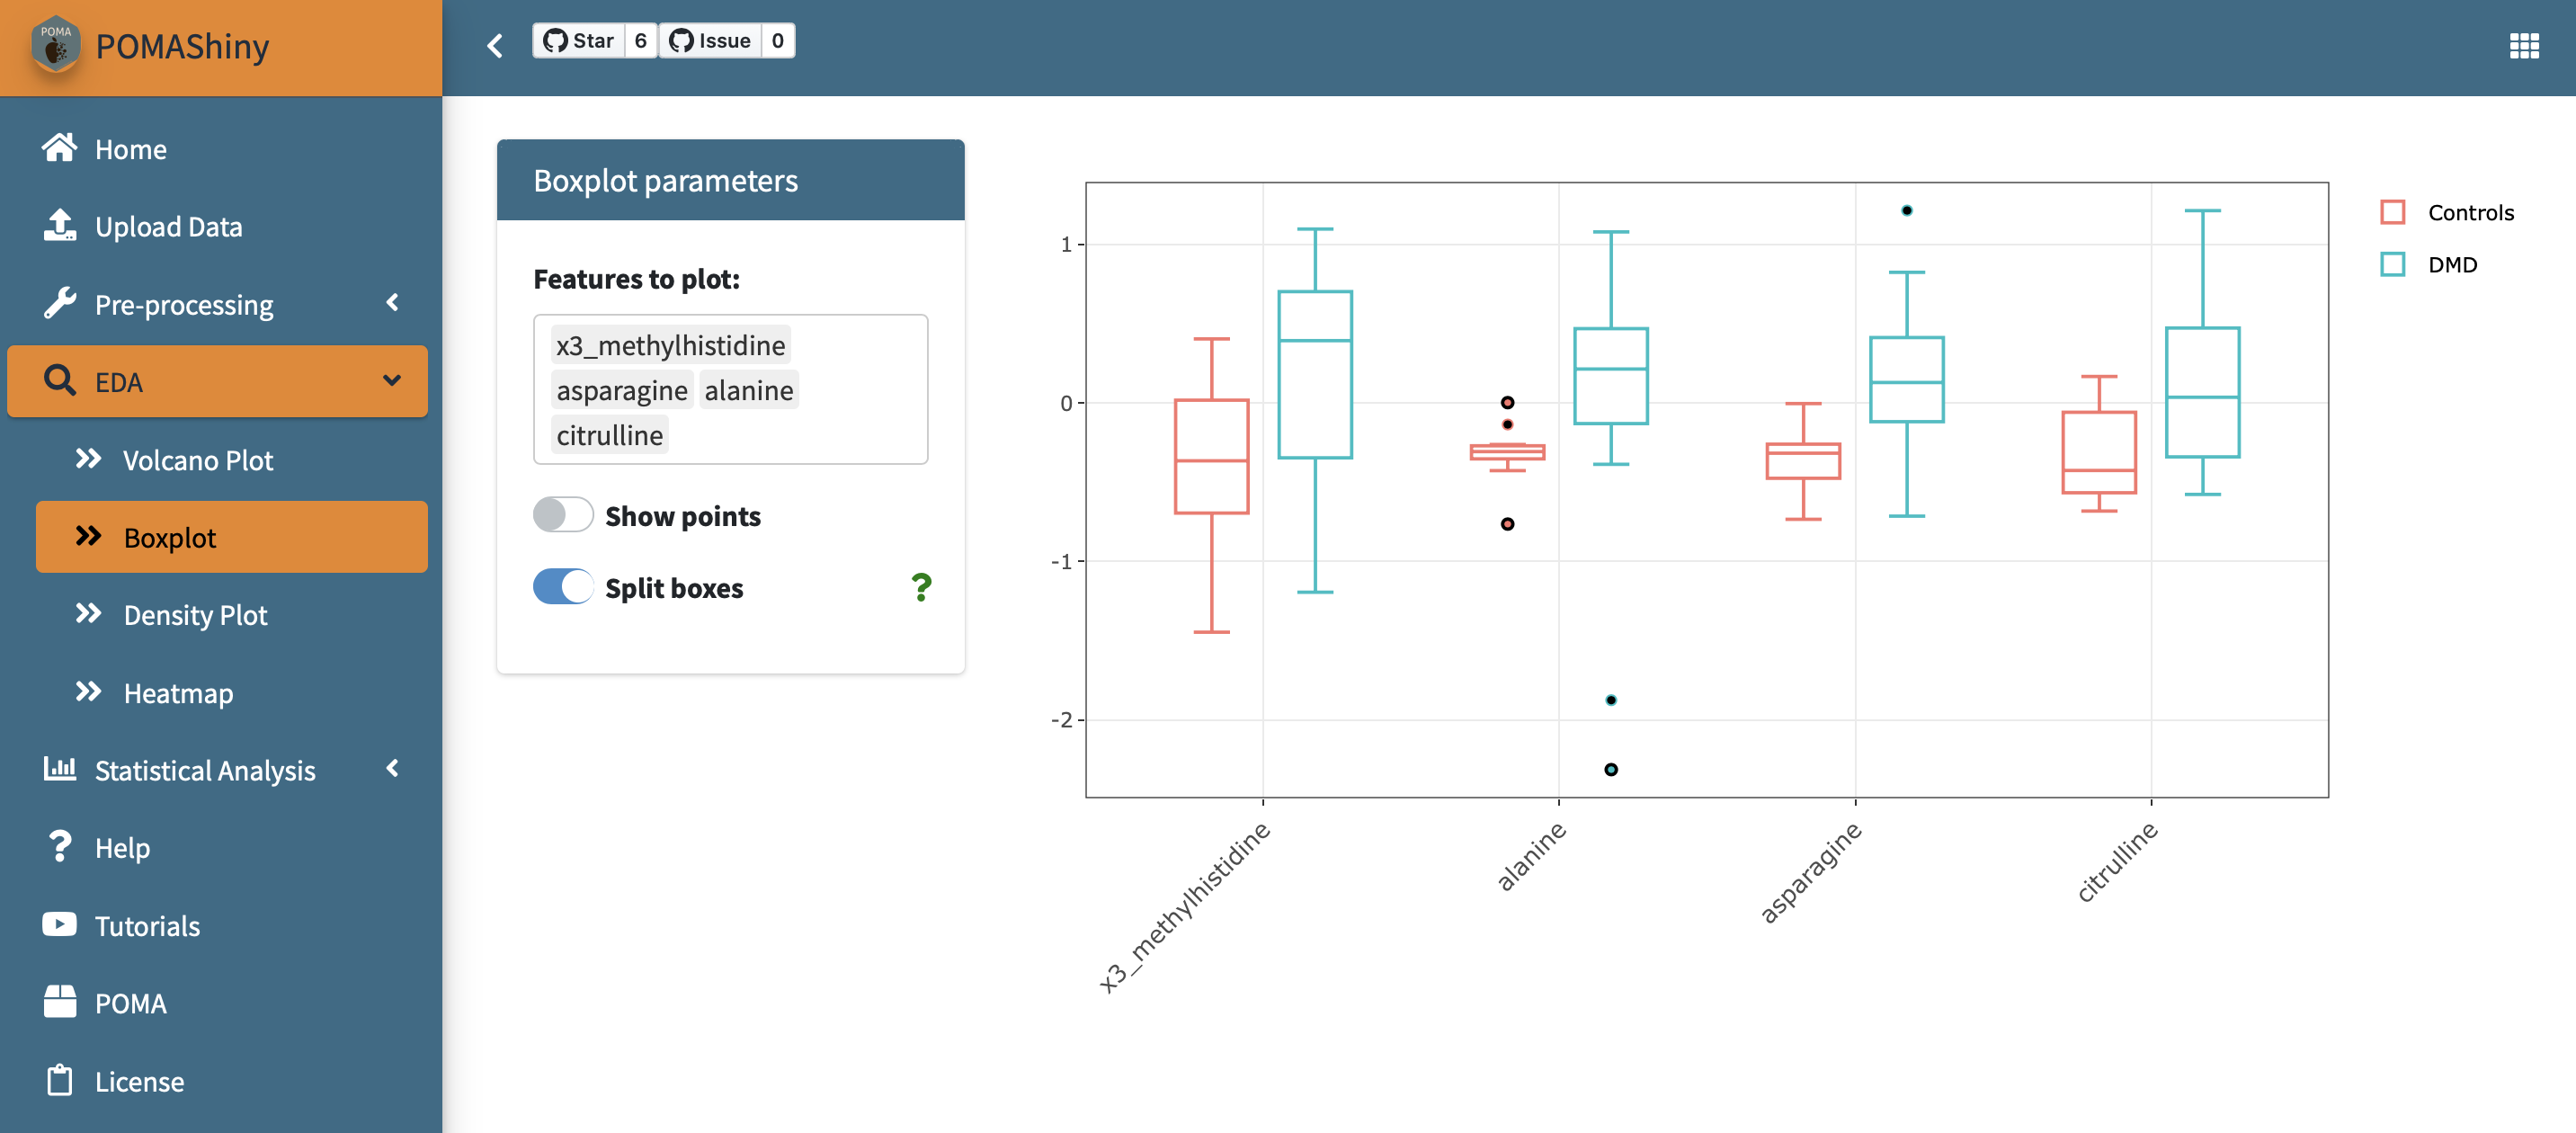 POMA
POMAShiny
Star 6
Issue 0
Home
Upload Data
Pre-processing
EDA
Volcano Plot
Boxplot
Density Plot
Heatmap
Statistical Analysis
Help
Tutorials
POMA
License
Boxplot parameters
Features to plot:
x3_methylhistidine
asparagine alanine
citrulline
Show points
Split boxes
?
1
0
-1
-2
x3_methylhistidine
alanine
asparagine
citrulline
Controls
DMD